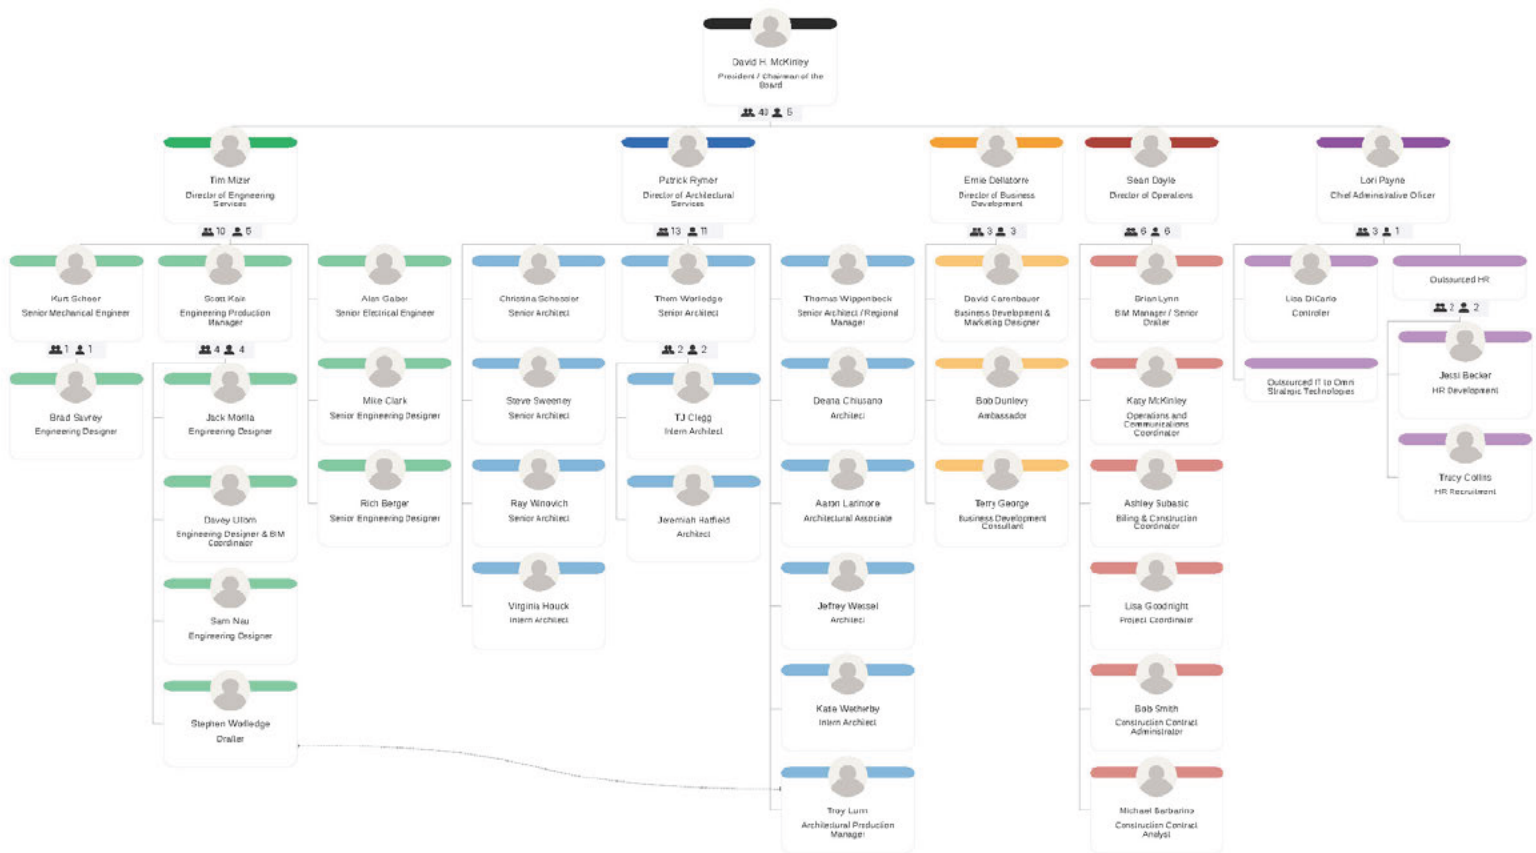 David H. McKinley
President / Chairman of the
Board
40 5
Tim Mizer
Director of Engineering
Services
10 5
Patrick Rymer
Director of Architectural
Services
13 11
Ernie Dellatorre
Director of Business
Development
3 3
Sean Doyle
Director of Operations
6 6
Lori Payne
Chief Administrative Officer
3 1
Kurt Scheer
Senior Mechanical Engineer
1 1
Brad Savrey
Engineering Designer
Scott Kain
Engineering Production
Manager
4 4
Jack Morilla
Engineering Designer
Davey Ullom
Engineering Designer & BIM
Coordinator
Sam Nau
Engineering Designer
Stephen Worledge
Drafter
Alan Gaber
Senior Electrical Engineer
Mike Clark
Senior Engineering Designer
Rich Berger
Senior Engineering Designer
Christina Schessler
Senior Architect
Steve Sweeney
Senior Architect
Ray Winovich
Senior Architect
Virginia Houck
Intern Architect
Thom Worledge
Senior Architect
2 2
TJ Clegg
Intern Architect
Jeremiah Hatfield
Architect
Thomas Wippenbeck
Senior Architect / Regional
Manager
Deana Chiusano
Architect
Aaron Larimore
Architectural Associate
Jeffrey Wessel
Architect
Kate Wetherby
Intern Architect
Troy Lunn
Architectural Production
Manager
David Carenbauer
Business Development &
Marketing Designer
Bob Dunlevy
Ambassador
Terry George
Business Development
Consultant
Brian Lynn
BIM Manager / Senior
Drafter
Katy McKinley
Operations and
Communications
Coordinator
Ashley Subasic
Billing & Construction
Coordinator
Lisa Goodnight
Project Coordinator
Bob Smith
Construction Contract
Administrator
Michael Barbarino
Construction Contract
Analyst
Lisa DiCarlo
Controller
Outsourced IT to Omni
Strategic Technologies
Outsourced HR
2 2
Jessi Becker
HR Development
Tracy Collins
HR Recruitment